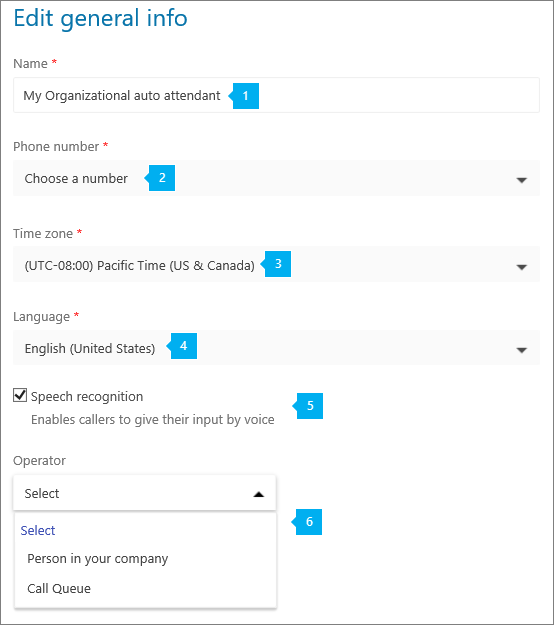 Edit general info
Name *
My Organizational auto attendant 1
Phone number *
Choose a number 2
Time zone *
(UTC-08:00) Pacific Time (US & Canada) 3
Language *
English (United States) 4
Speech recognition
Enables callers to give their input by voice 5
Operator
Select
Select 6
Person in your company
Call Queue